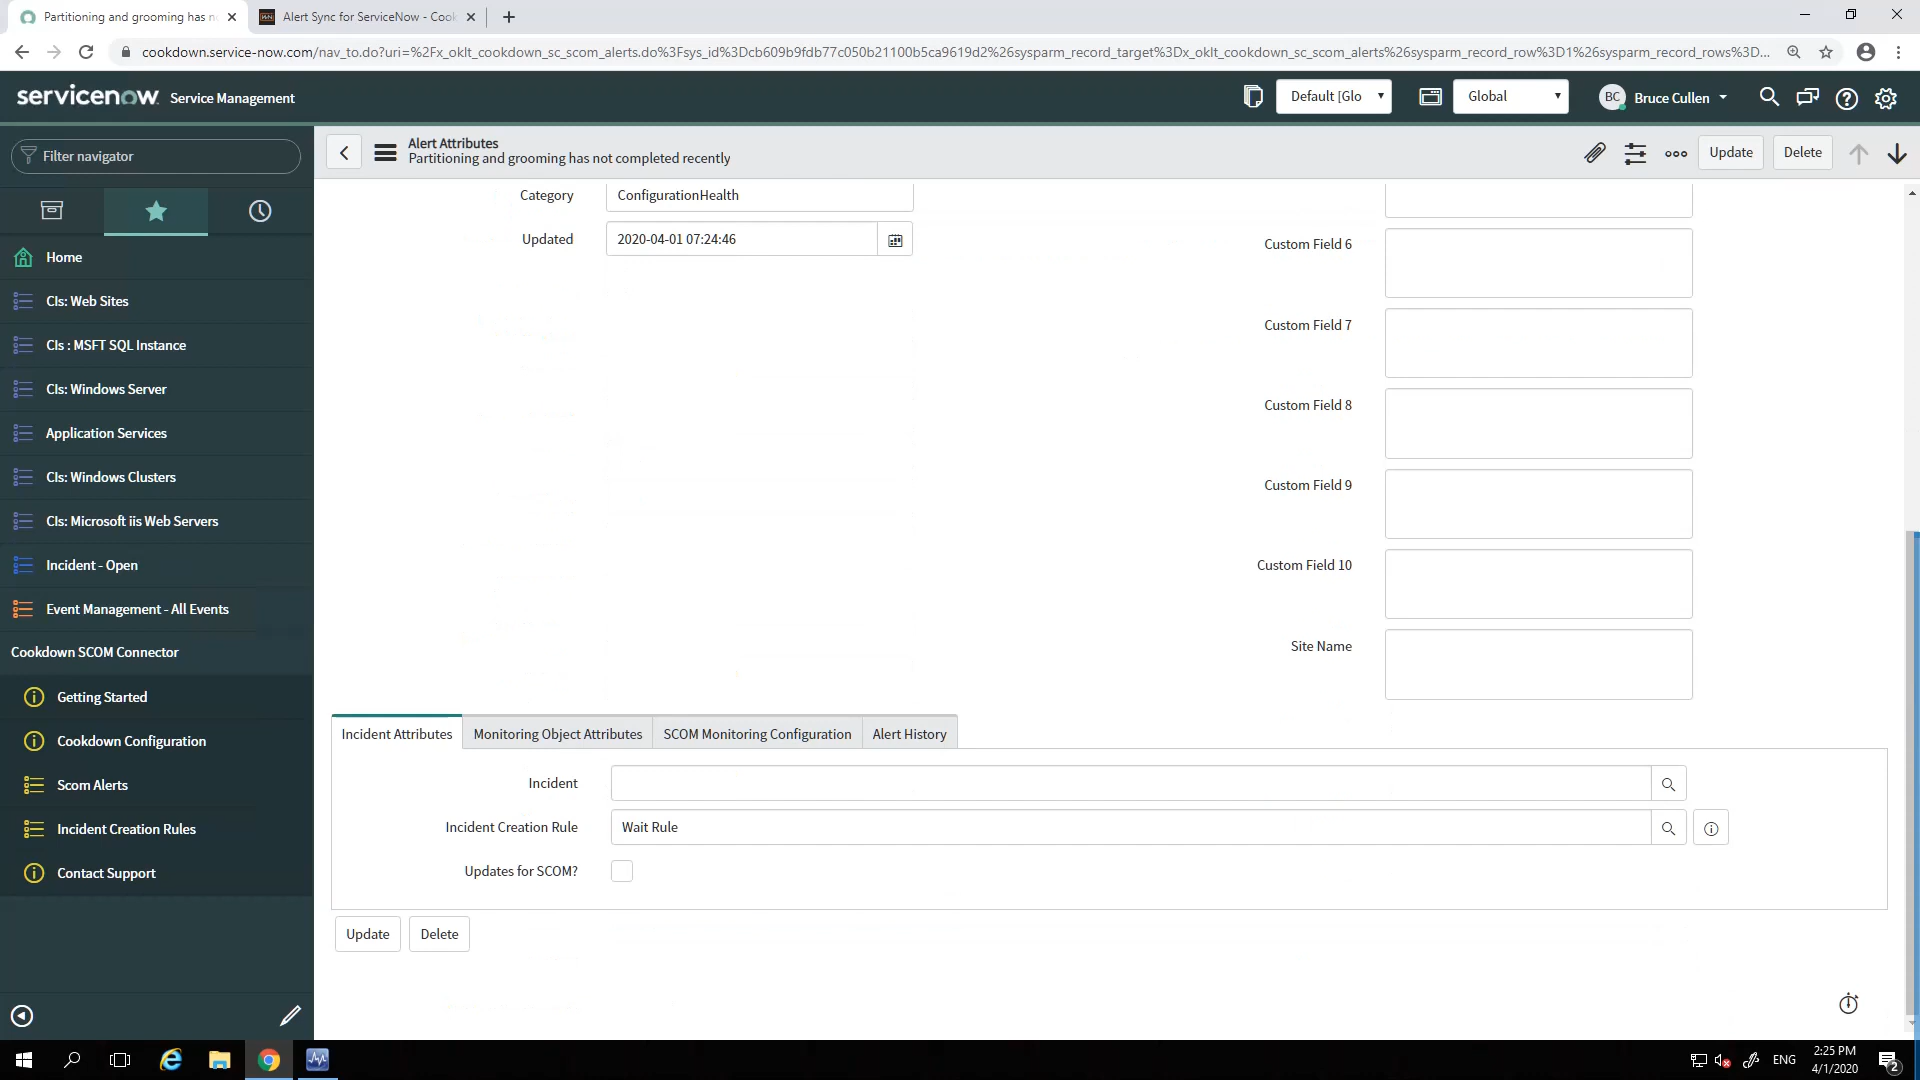 Partitioning and grooming has n
Alert Sync for ServiceNow - Cook
cookdown.service-now.com/nav_to.do?uri=%2Fx_oklt_cookdown_sc_scom_alerts.do%3Fsys_id%3Dcb609b9fdb77c050b21100b5ca9619d2%26sysparm_record_target%3Dx_oklt_cookdown_sc_scom_alerts%26sysparm_record_row%3D1%26sysparm_record_rows%3D...
servicenow Service Management
Default [Glo
Global
BC Bruce Cullen
Filter navigator
Alert Attributes
Partitioning and grooming has not completed recently
Update
Delete
Home
CIs: Web Sites
CIs : MSFT SQL Instance
CIs: Windows Server
Application Services
CIs: Windows Clusters
CIs: Microsoft iis Web Servers
Incident - Open
Event Management - All Events
Cookdown SCOM Connector
Getting Started
Cookdown Configuration
Scom Alerts
Incident Creation Rules
Contact Support
Category ConfigurationHealth
Updated 2020-04-01 07:24:46
Custom Field 6
Custom Field 7
Custom Field 8
Custom Field 9
Custom Field 10
Site Name
Incident Attributes Monitoring Object Attributes SCOM Monitoring Configuration Alert History
Incident
Incident Creation Rule Wait Rule
Updates for SCOM?
Update Delete
ENG
2:25 PM
4/1/2020
2